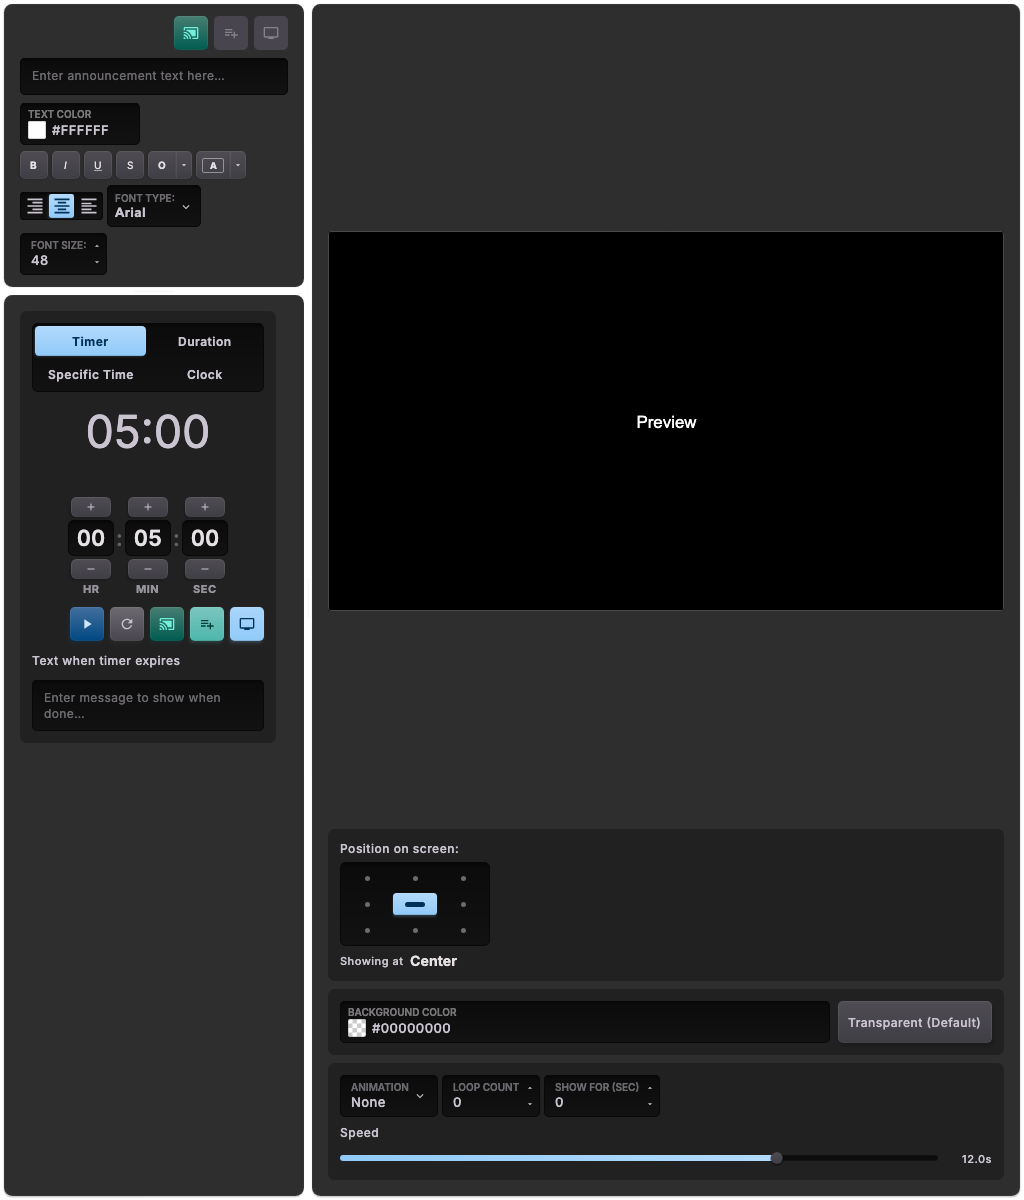 Enter announcement text here...
TEXT COLOR
#FFFFFF
B I U S O A
FONT TYPE:
Arial
FONT SIZE:
48
Timer Duration
Specific Time Clock
05:00
+ + +
00 : 05 : 00
− − −
HR MIN SEC
Text when timer expires
Enter message to show when
done...
Preview
Position on screen:
Showing at Center
BACKGROUND COLOR
#00000000
Transparent (Default)
ANIMATION
None
LOOP COUNT
0
SHOW FOR (SEC)
0
Speed
12.0s